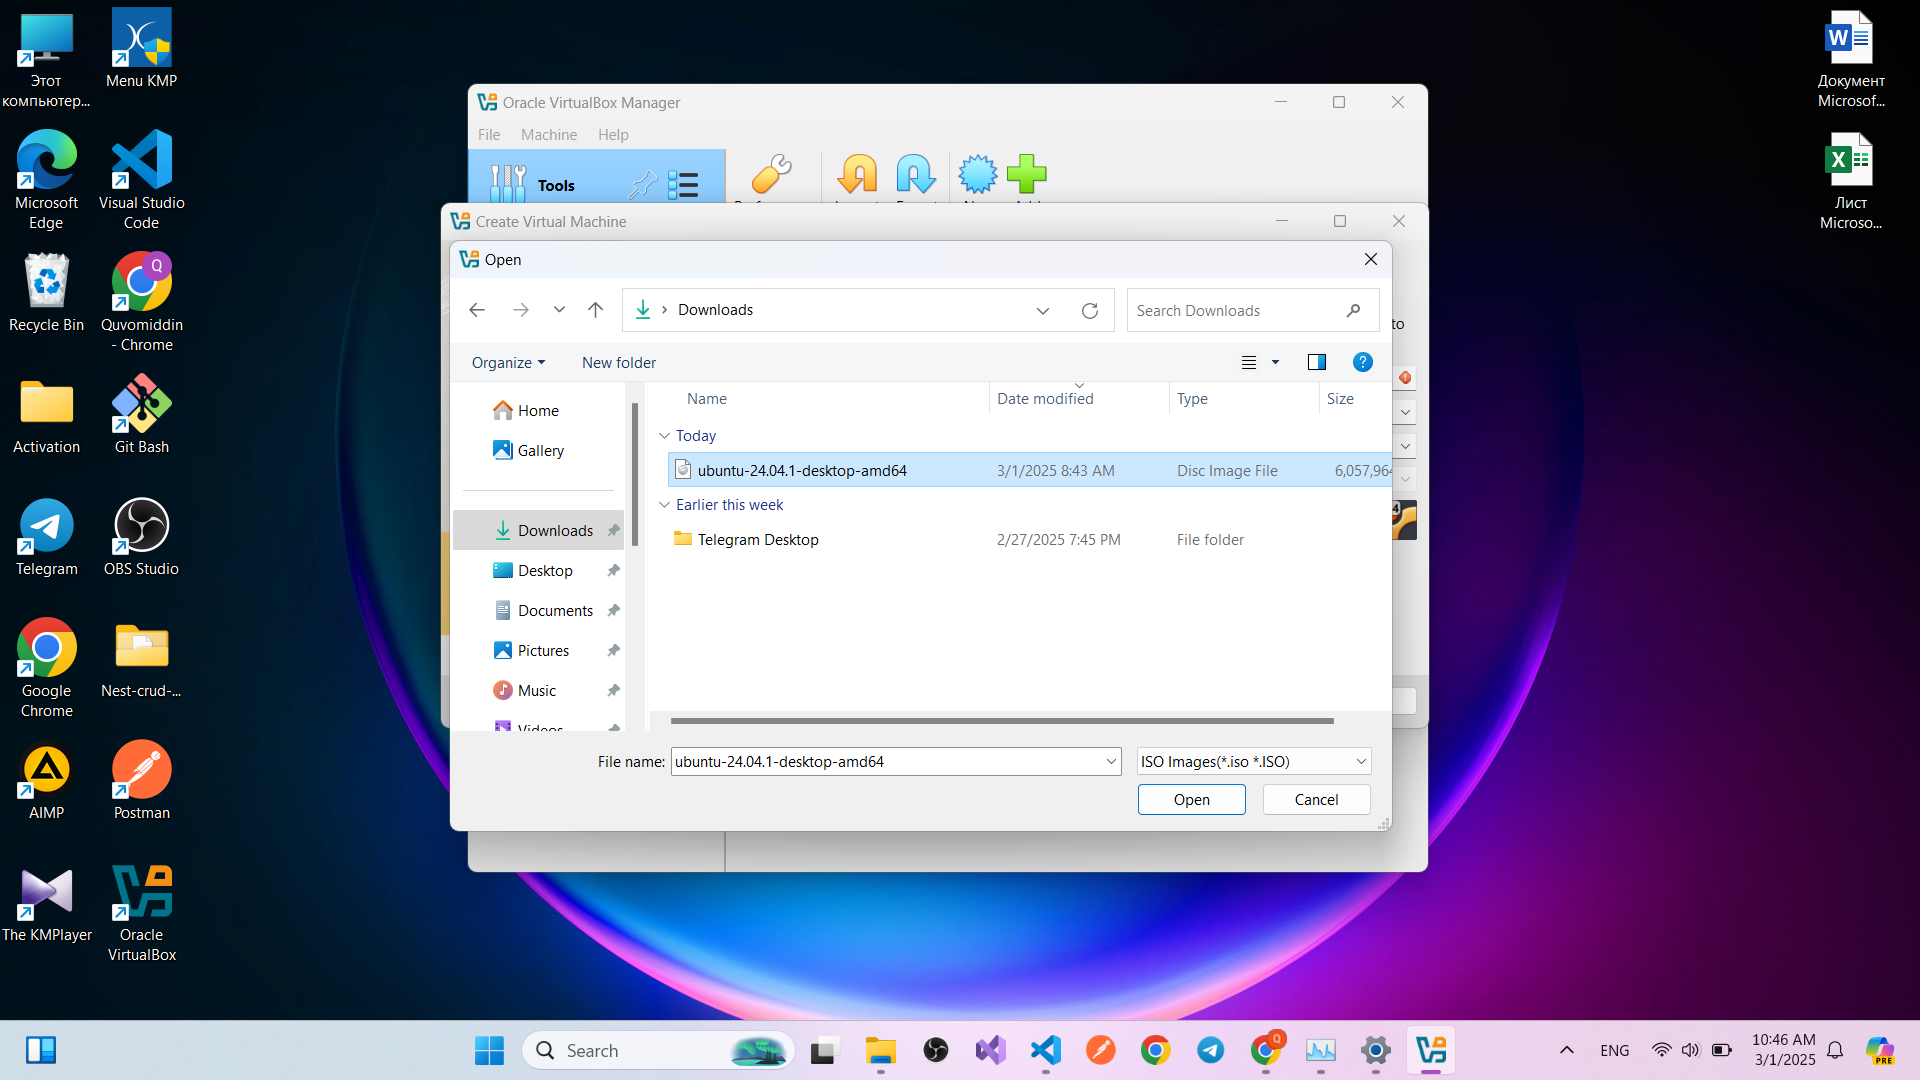 Этот
компьютер...
Menu KMP
Microsoft
Edge
Visual Studio
Code
Recycle Bin
Q
Quvomiddin
- Chrome
Activation
Git Bash
Telegram
OBS Studio
Google
Chrome
Nest-crud-...
AIMP
Postman
The KMPlayer
Oracle
VirtualBox
W
Документ
Microsof...
X
Лист
Microso...
Oracle VirtualBox Manager
File
Machine
Help
Tools
Create Virtual Machine
to
4
Open
Downloads
Search Downloads
Organize
New folder
?
Home
Gallery
Downloads
Desktop
Documents
Pictures
Music
Videos
Name
Date modified
Type
Size
Today
ubuntu-24.04.1-desktop-amd64
3/1/2025 8:43 AM
Disc Image File
6,057,964
Earlier this week
Telegram Desktop
2/27/2025 7:45 PM
File folder
File name:
ubuntu-24.04.1-desktop-amd64
ISO Images(*.iso *.ISO)
Open
Cancel
Search
Q
ENG
10:46 AM
3/1/2025
PRE